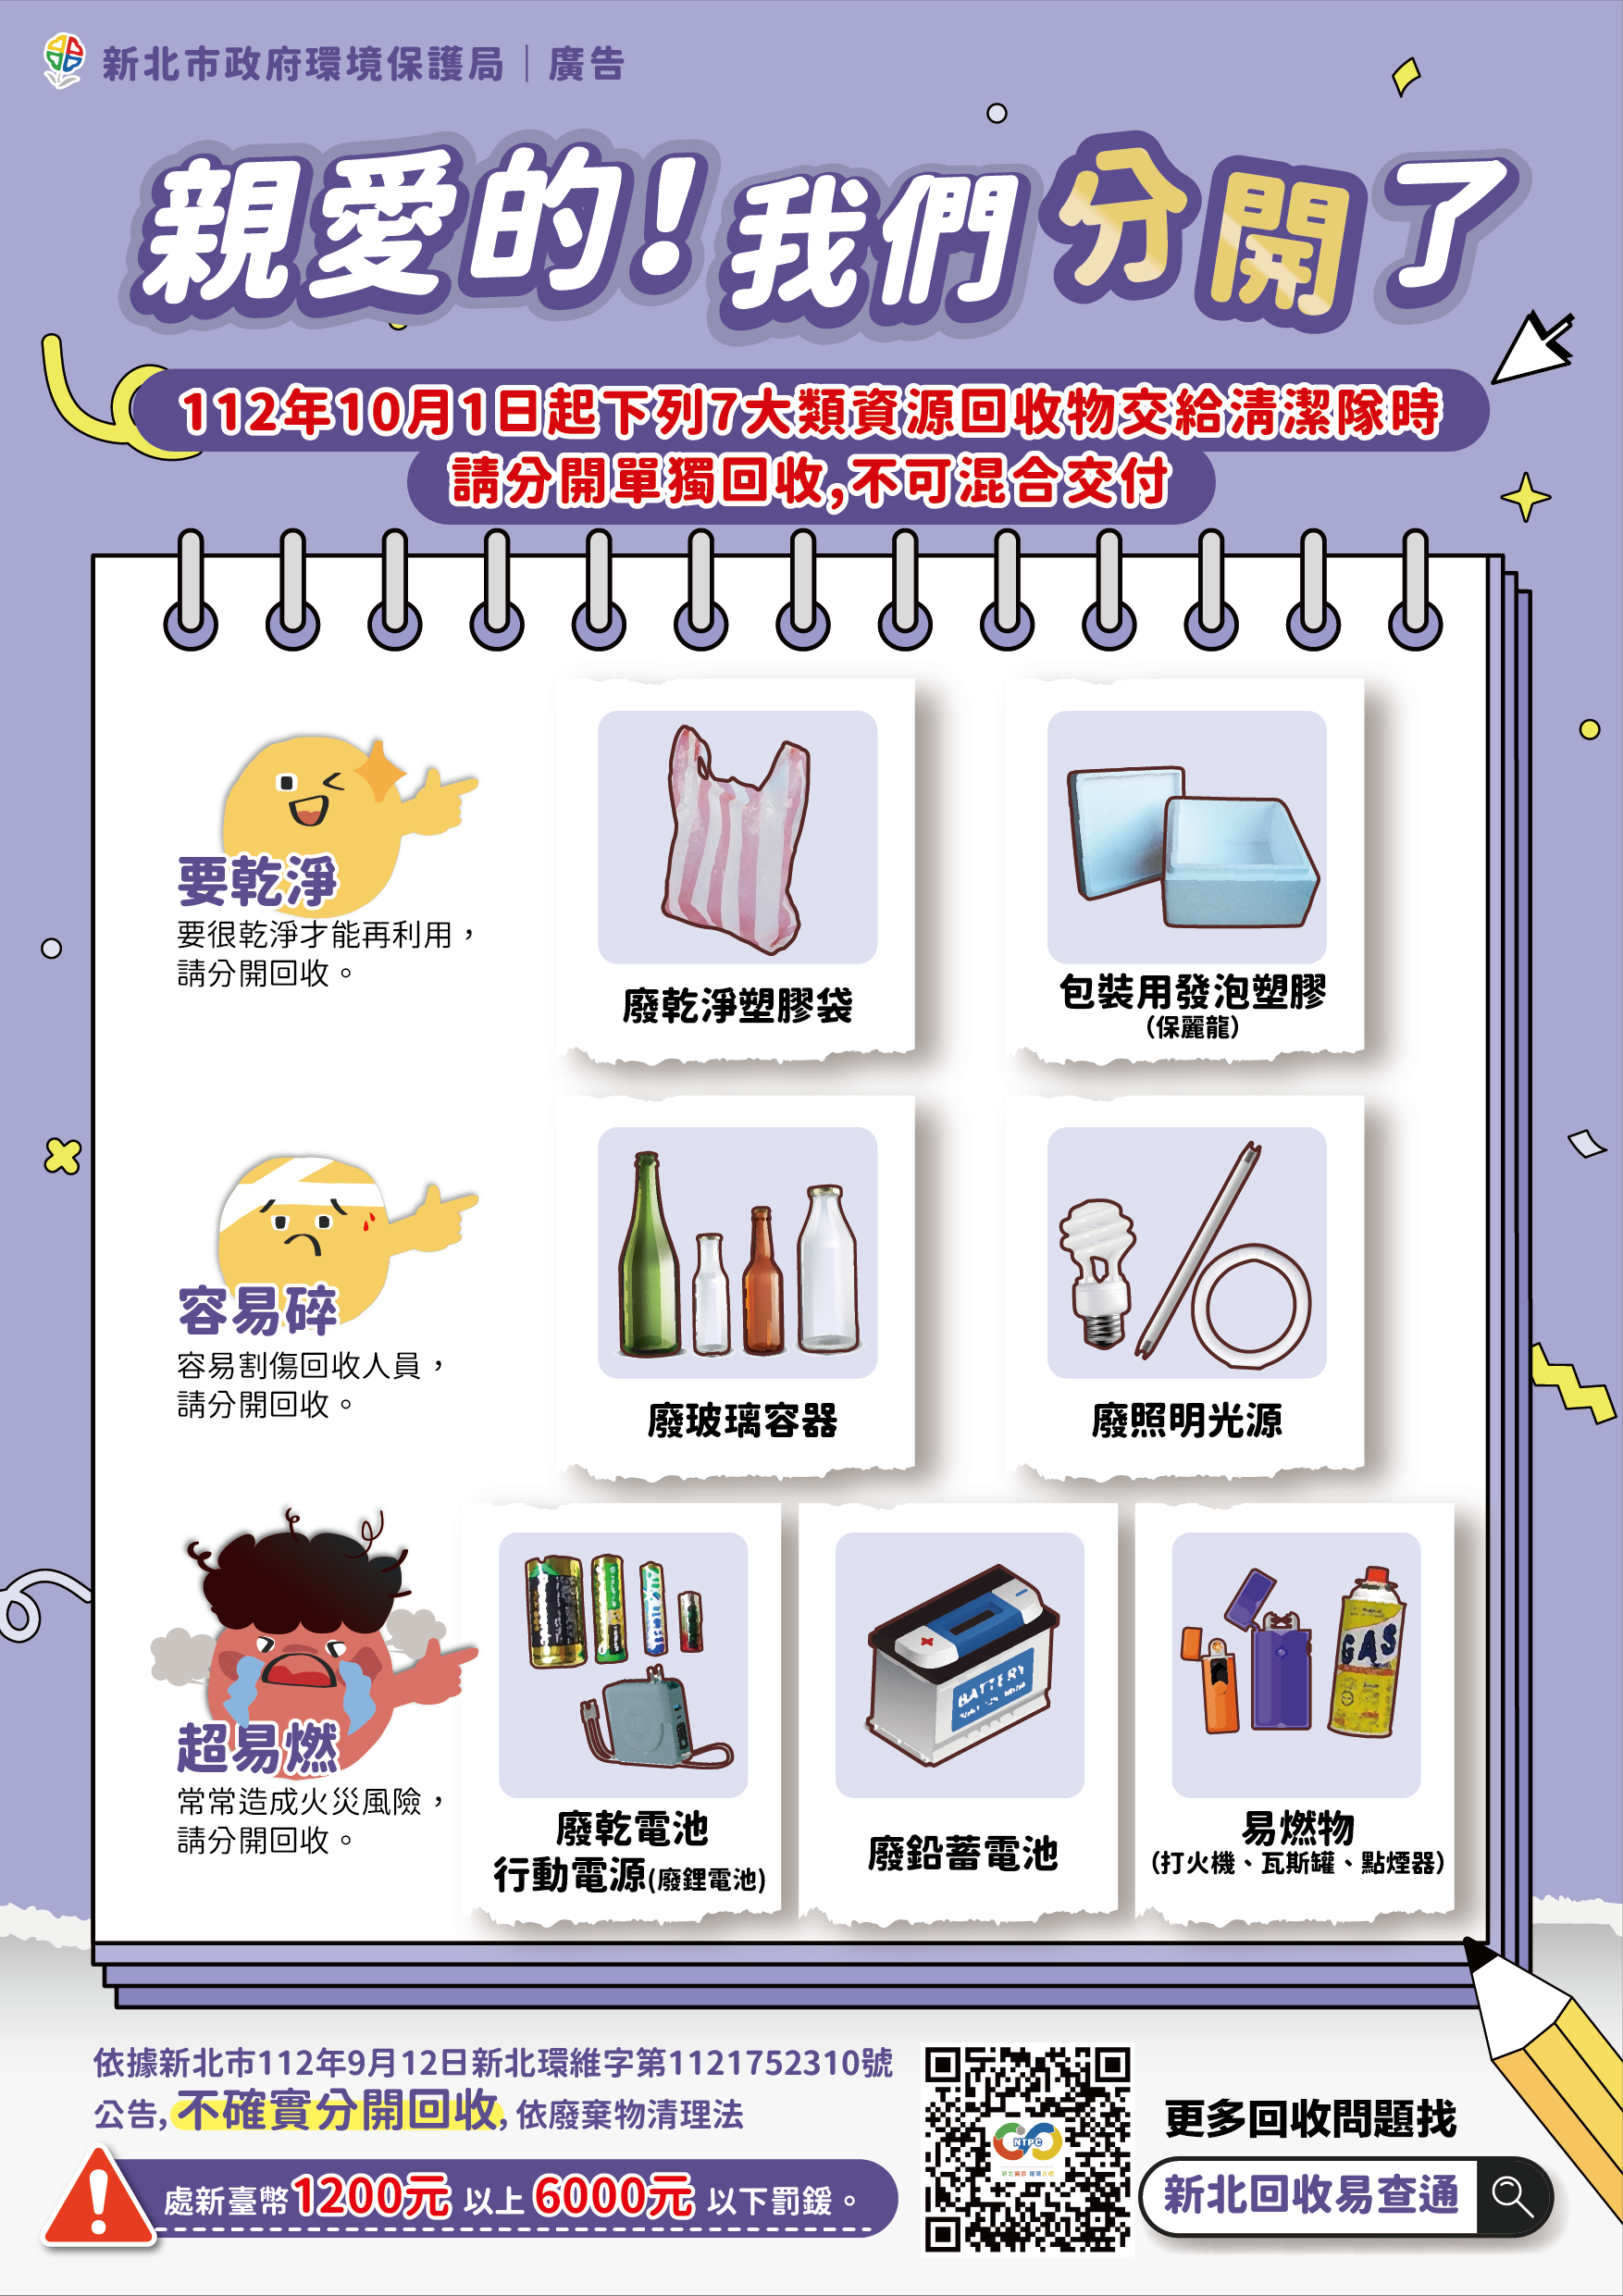 新北市政府環境保護局｜廣告
親愛的！我們分開了
112年10月1日起下列7大類資源回收物交給清潔隊時
請分開單獨回收,不可混合交付
要乾淨
要很乾淨才能再利用，
請分開回收。
廢乾淨塑膠袋
包裝用發泡塑膠
(保麗龍)
容易碎
容易割傷回收人員，
請分開回收。
廢玻璃容器
廢照明光源
超易燃
常常造成火災風險，
請分開回收。
廢乾電池
行動電源(廢鋰電池)
BATTERY
廢鉛蓄電池
GAS
易燃物
(打火機、瓦斯罐、點煙器)
依據新北市112年9月12日新北環維字第1121752310號
公告,不確實分開回收,依廢棄物清理法
處新臺幣1200元以上6000元以下罰鍰。
NTPC
更多回收問題找
新北回收易查通